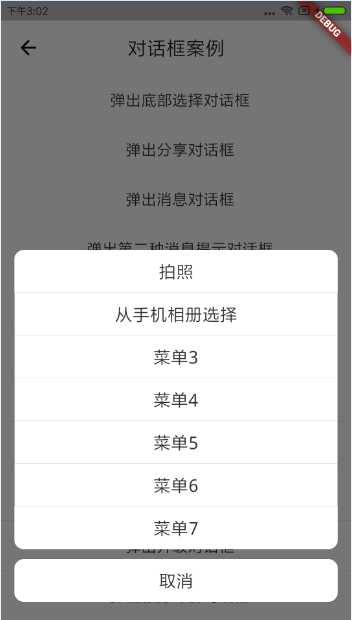 下午3:02
DEBUG
对话框案例
弹出底部选择对话框
弹出分享对话框
弹出消息对话框
弹出第二种消息提示对话框
拍照
从手机相册选择
菜单3
菜单4
菜单5
菜单6
菜单7
弹出升级对话框
取消